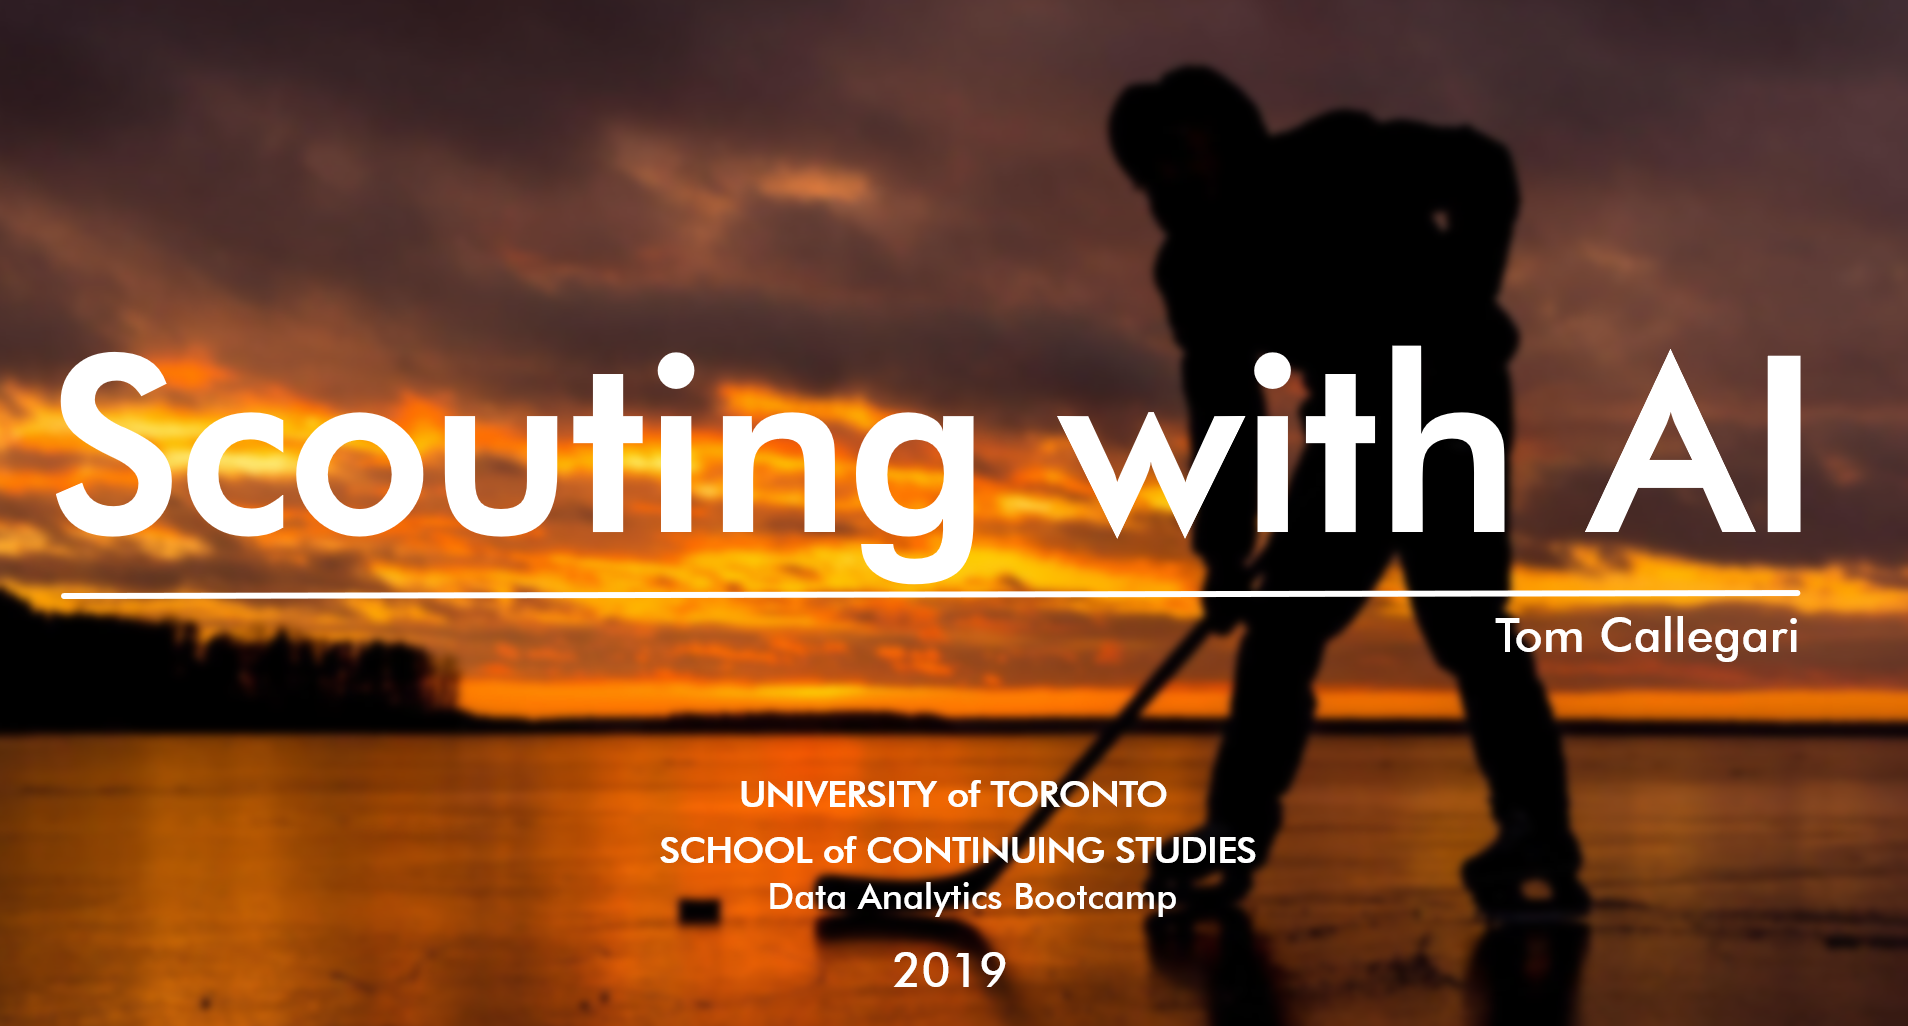 Scouting with AI
Tom Callegari
UNIVERSITY of TORONTO
SCHOOL of CONTINUING STUDIES
Data Analytics Bootcamp
2019